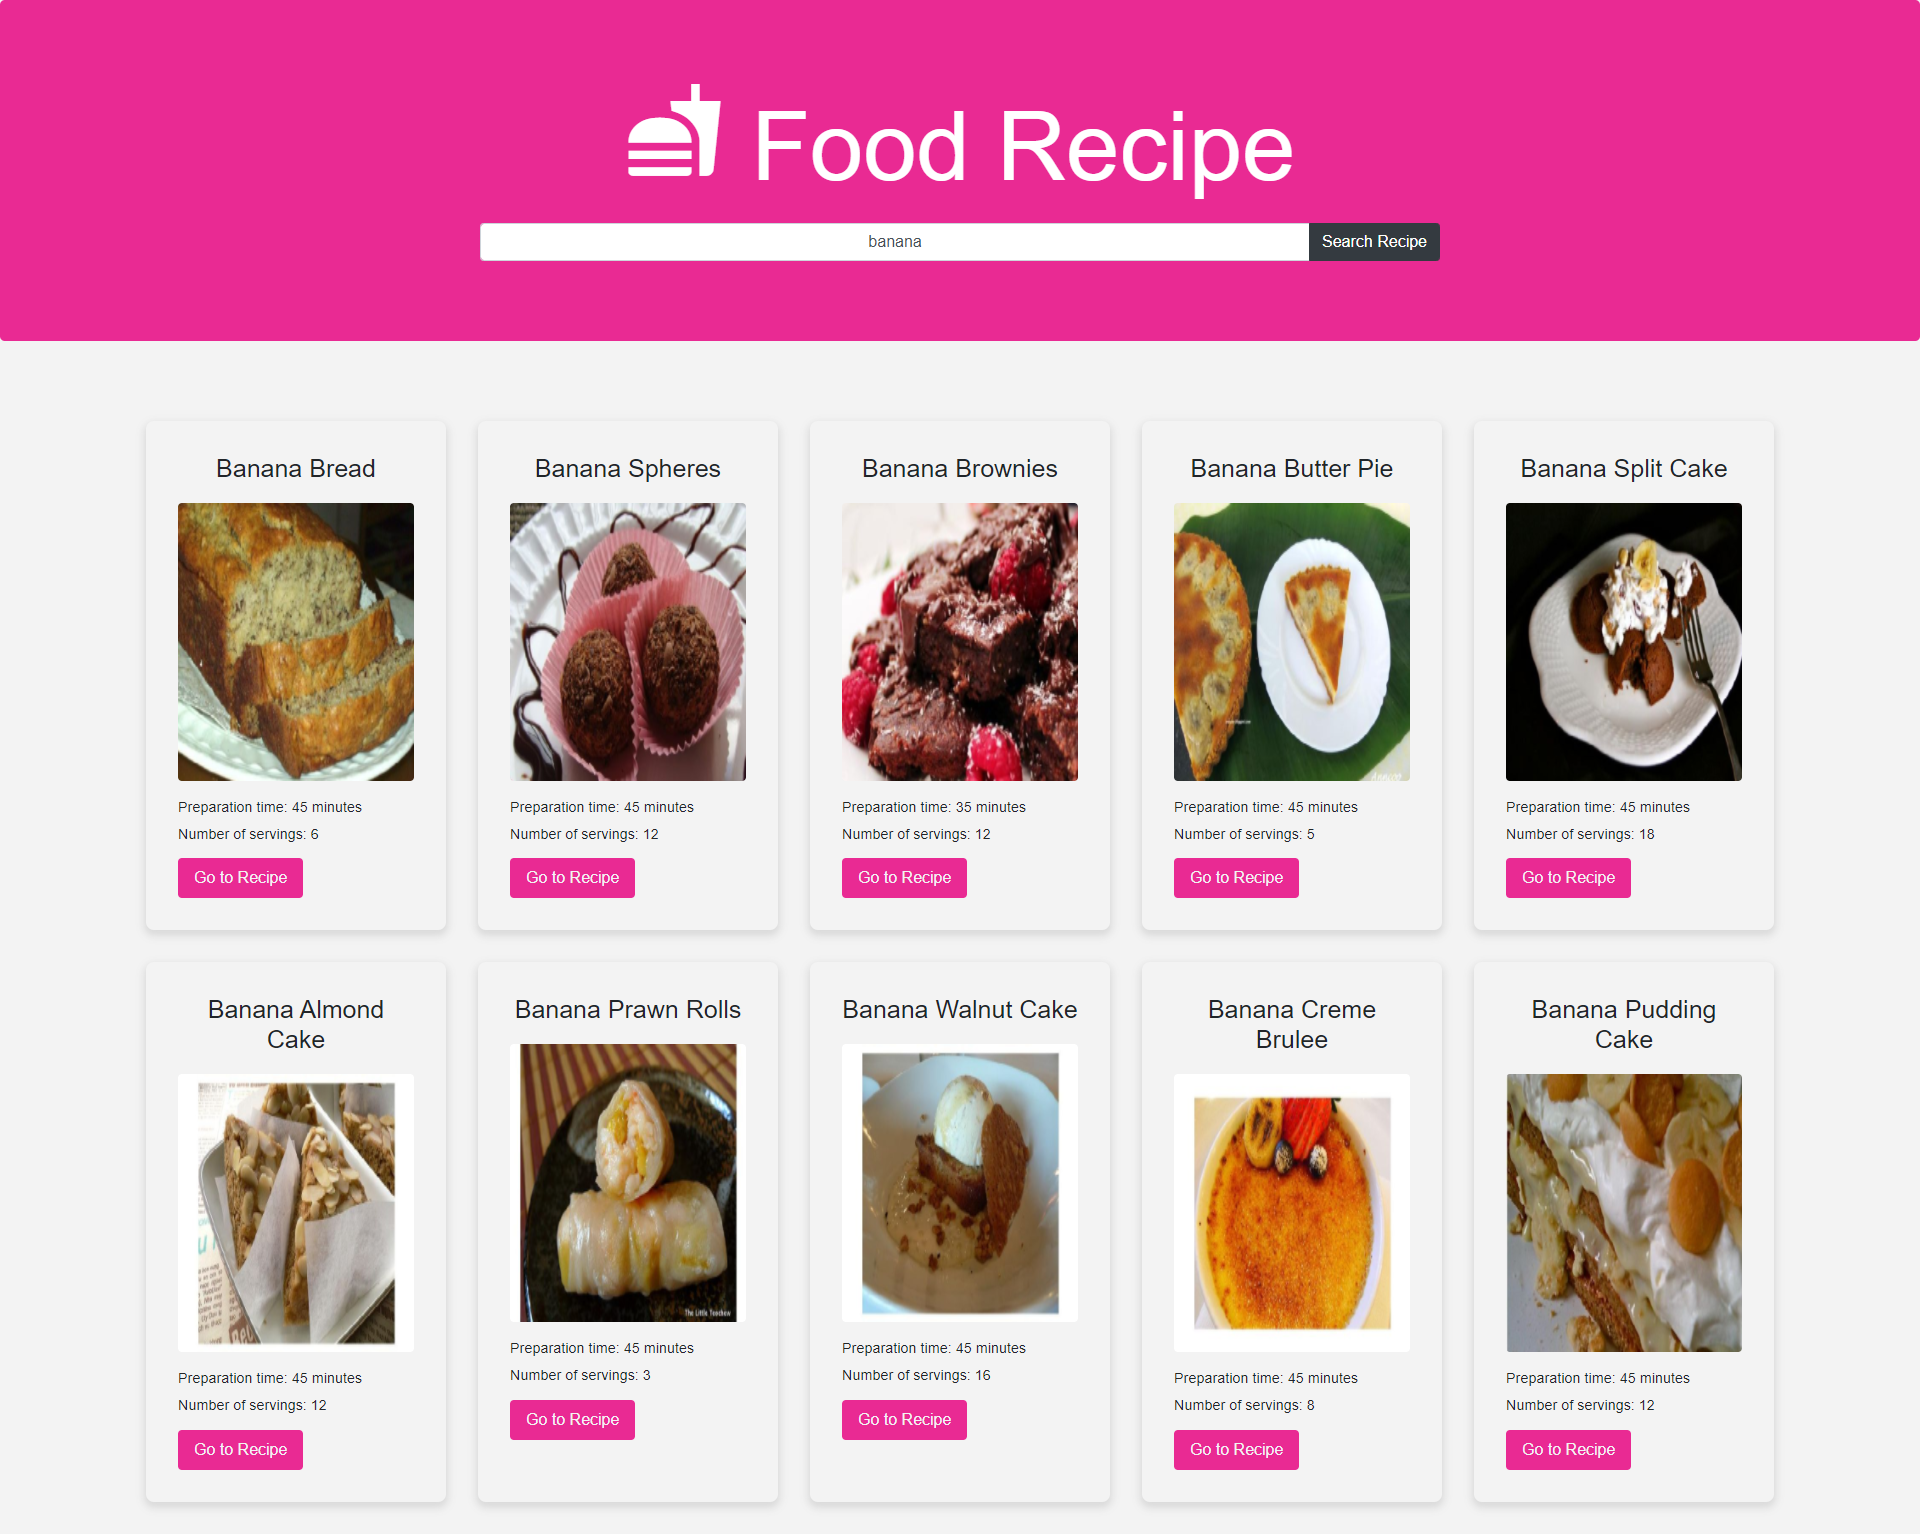 Food Recipe
banana
Search Recipe
Banana Bread
Preparation time: 45 minutes
Number of servings: 6
Go to Recipe
Banana Spheres
Preparation time: 45 minutes
Number of servings: 12
Go to Recipe
Banana Brownies
Preparation time: 35 minutes
Number of servings: 12
Go to Recipe
Banana Butter Pie
Preparation time: 45 minutes
Number of servings: 5
Go to Recipe
Banana Split Cake
Preparation time: 45 minutes
Number of servings: 18
Go to Recipe
Banana Almond
Cake
Preparation time: 45 minutes
Number of servings: 12
Go to Recipe
Banana Prawn Rolls
The Little Teochew
Preparation time: 45 minutes
Number of servings: 3
Go to Recipe
Banana Walnut Cake
Preparation time: 45 minutes
Number of servings: 16
Go to Recipe
Banana Creme
Brulee
Preparation time: 45 minutes
Number of servings: 8
Go to Recipe
Banana Pudding
Cake
Preparation time: 45 minutes
Number of servings: 12
Go to Recipe